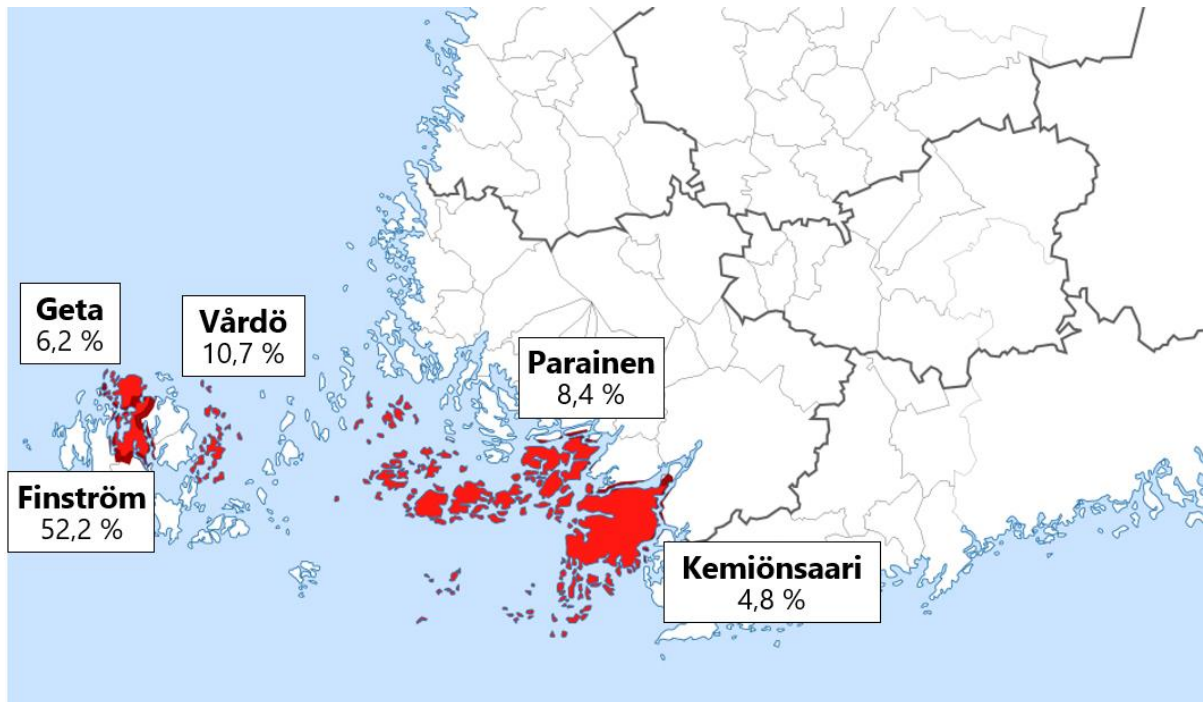 Geta
6,2 %
Vårdö
10,7 %
Parainen
8,4 %
Finström
52,2 %
Kemiönsaari
4,8 %